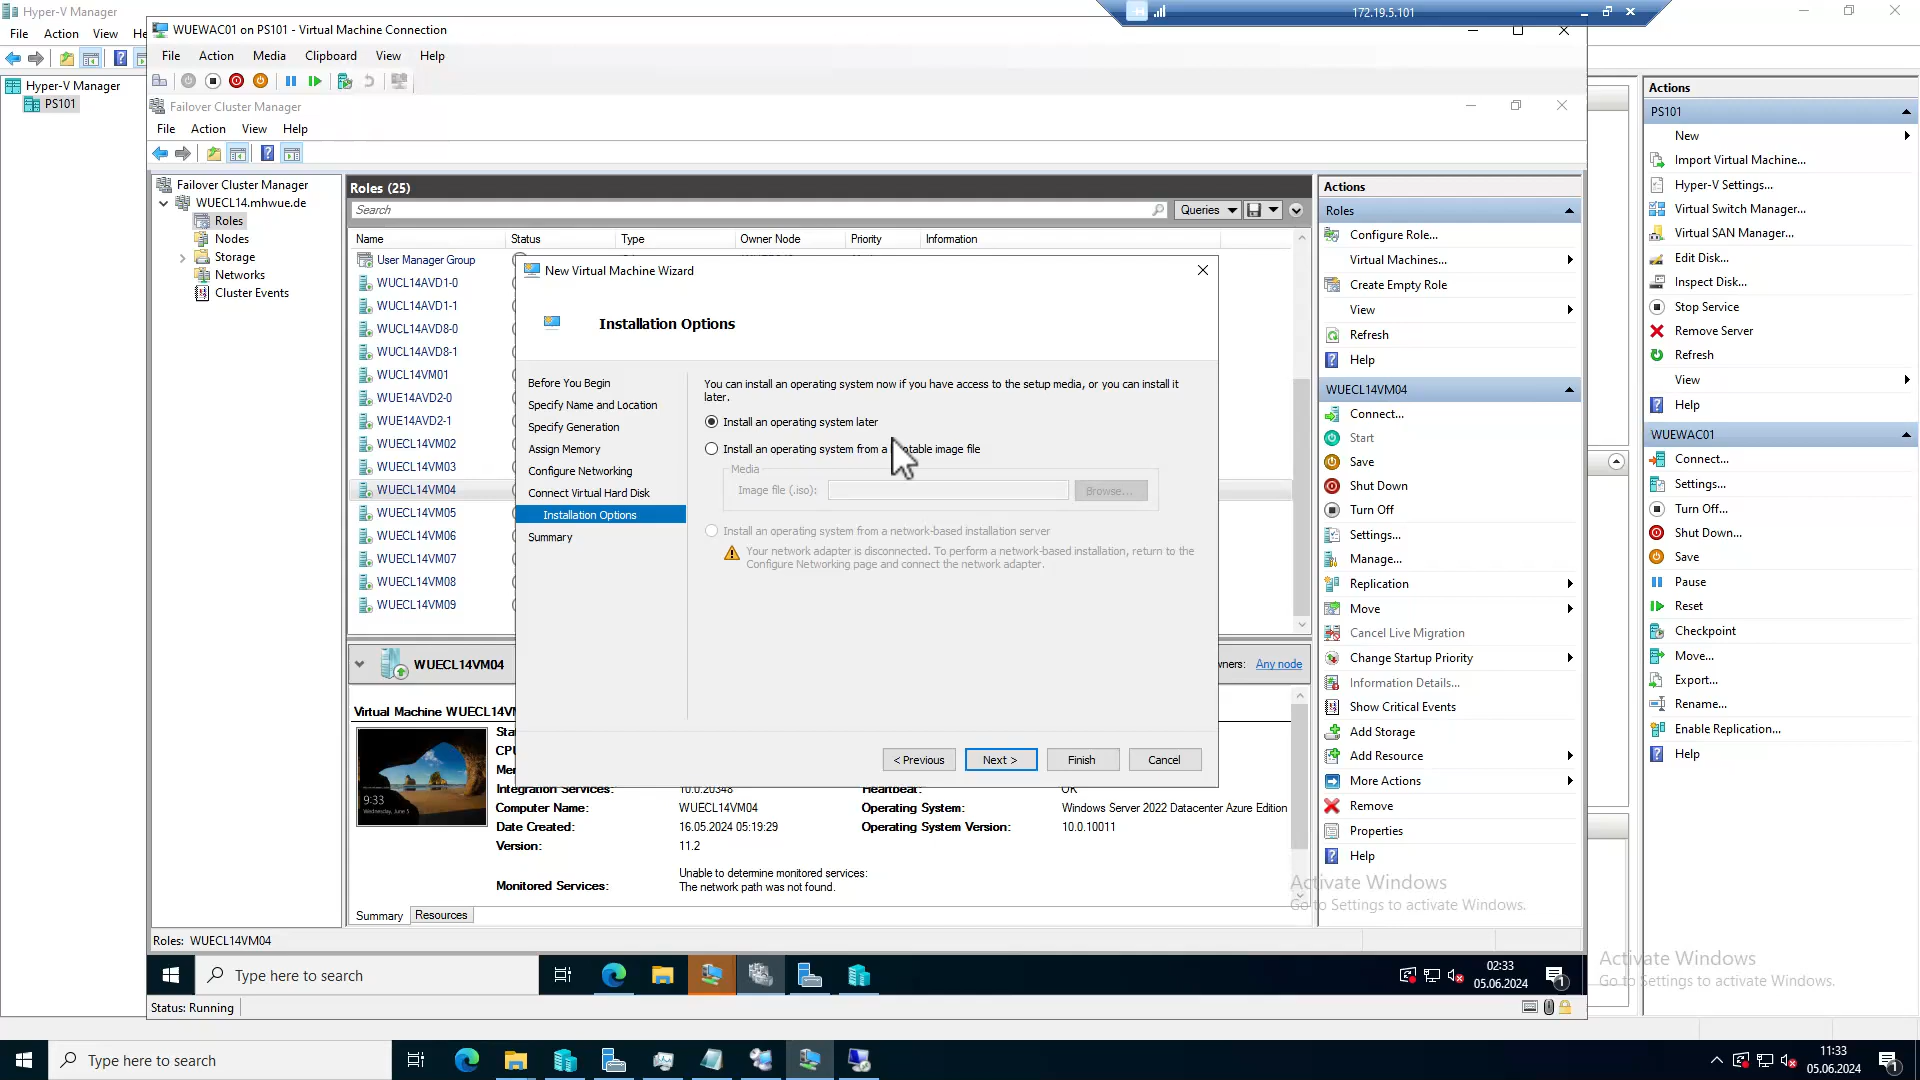 Hyper-V Manager
File Action View He
Hyper-V Manager
PS101
172.19.5.101
WUEWAC01 on PS101 - Virtual Machine Connection
File Action Media Clipboard View Help
Failover Cluster Manager
File Action View Help
Failover Cluster Manager
WUECL14.mhwue.de
Roles
Nodes
Storage
Networks
Cluster Events
Roles (25)
Search
Queries
Name Status Type Owner Node Priority Information
User Manager Group
WUCL14AVD1-0
WUCL14AVD1-1
WUCL14AVD8-0
WUCL14AVD8-1
WUCL14VM01
WUE14AVD2-0
WUE14AVD2-1
WUECL14VM02
WUECL14VM03
WUECL14VM04
WUECL14VM05
WUECL14VM06
WUECL14VM07
WUECL14VM08
WUECL14VM09
New Virtual Machine Wizard
Installation Options
Before You Begin
Specify Name and Location
Specify Generation
Assign Memory
Configure Networking
Connect Virtual Hard Disk
Installation Options
Summary
You can install an operating system now if you have access to the setup media, or you can install it
later.
Install an operating system later
Install an operating system from a otable image file
Media
Image file (.iso):
Browse...
Install an operating system from a network-based installation server
Your network adapter is disconnected. To perform a network-based installation, return to the
Configure Networking page and connect the network adapter.
< Previous
Next >
Finish
Cancel
WUECL14VM04
wners: Any node
Virtual Machine WUECL14V
Sta
CPU
Mem
Integration Services: 10.0.20348 Heartbeat: OK
Computer Name: WUECL14VM04 Operating System: Windows Server 2022 Datacenter Azure Edition
Date Created: 16.05.2024 05:19:29 Operating System Version: 10.0.10011
Version: 11.2
Monitored Services: Unable to determine monitored services:
The network path was not found.
9:33
Wednesday, June 5
Summary Resources
Roles: WUECL14VM04
Actions
Roles
Configure Role...
Virtual Machines...
Create Empty Role
View
Refresh
Help
WUECL14VM04
Connect...
Start
Save
Shut Down
Turn Off
Settings...
Manage...
Replication
Move
Cancel Live Migration
Change Startup Priority
Information Details...
Show Critical Events
Add Storage
Add Resource
More Actions
Remove
Properties
Help
Activate Windows
Go to Settings to activate Windows.
Type here to search
02:33
05.06.2024
1
Status: Running
Actions
PS101
New
Import Virtual Machine...
Hyper-V Settings...
Virtual Switch Manager...
Virtual SAN Manager...
Edit Disk...
Inspect Disk...
Stop Service
Remove Server
Refresh
View
Help
WUEWAC01
Connect...
Settings...
Turn Off...
Shut Down...
Save
Pause
Reset
Checkpoint
Move...
Export...
Rename...
Enable Replication...
Help
Activate Windows
Go to Settings to activate Windows.
Type here to search
11:33
05.06.2024
1